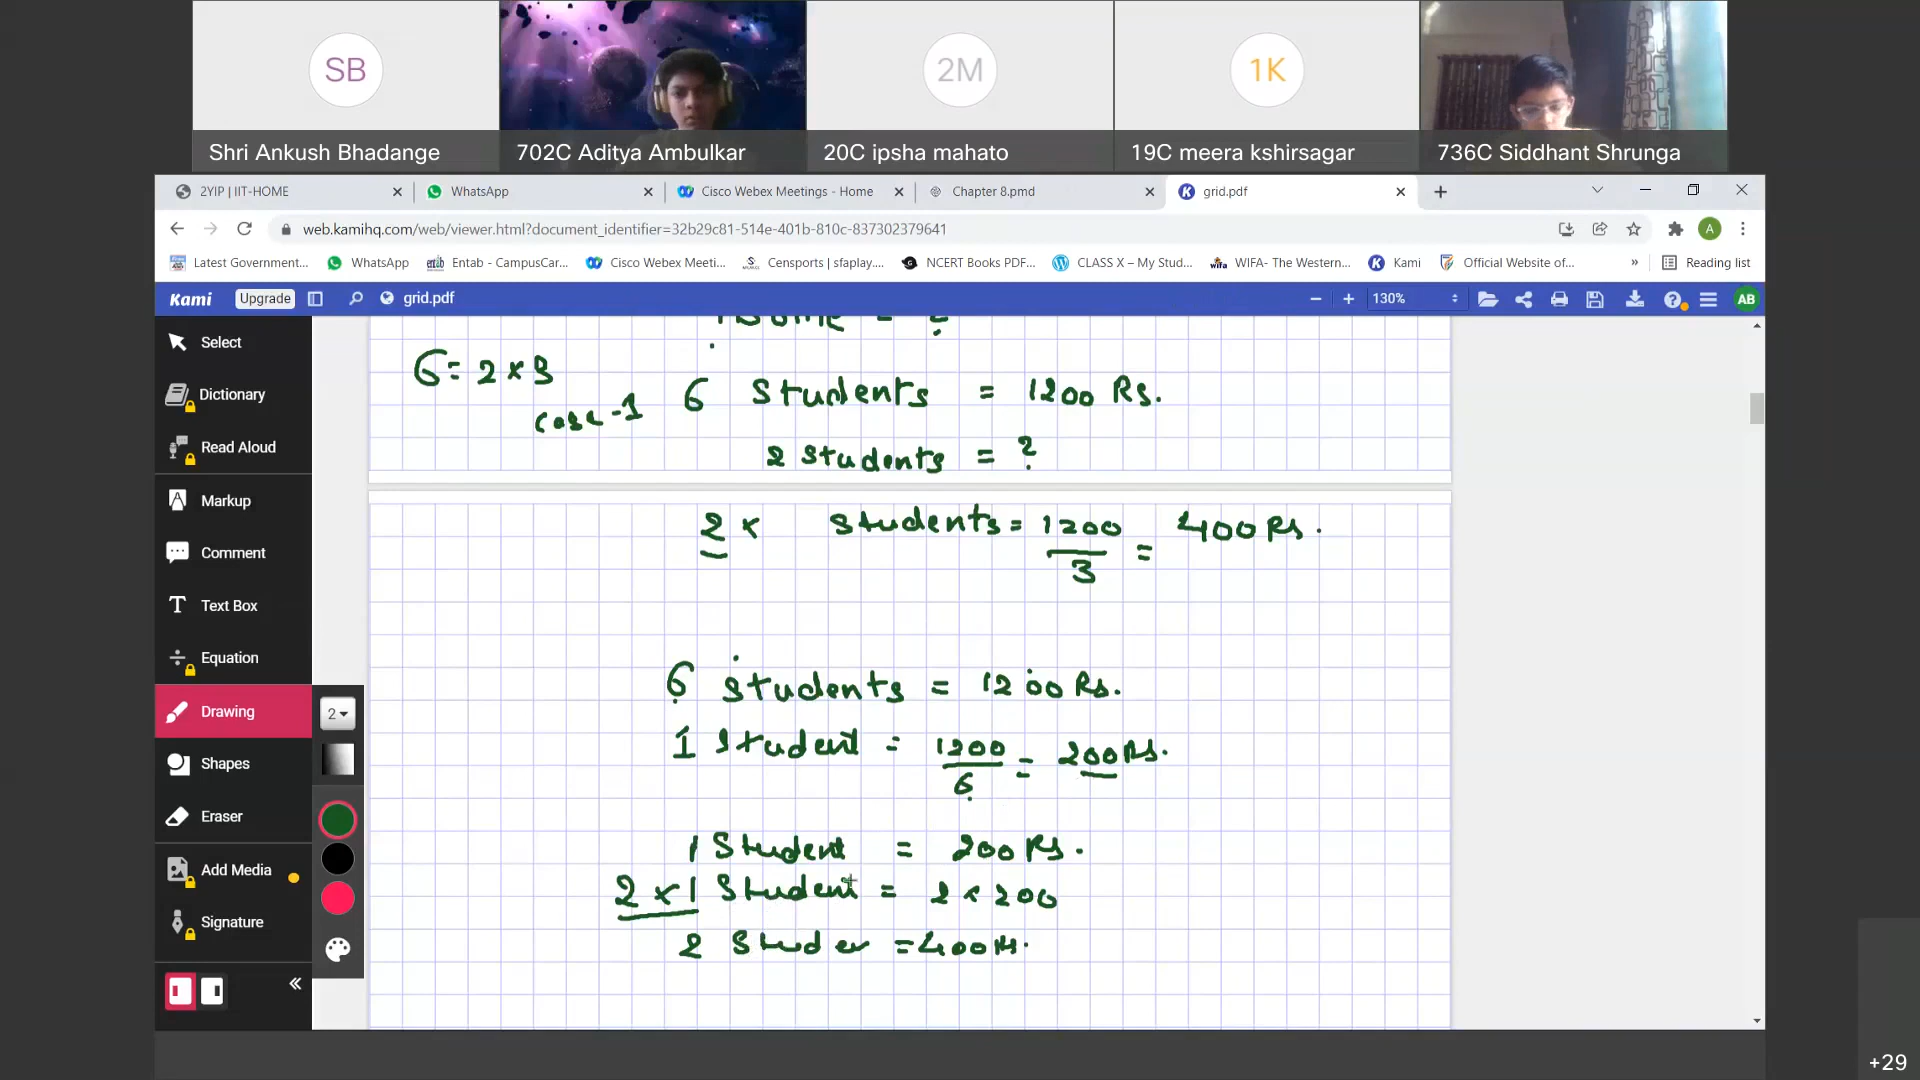 SB
2M
1K
Shri Ankush Bhadange
702C Aditya Ambulkar
20C ipsha mahato
19C meera kshirsagar
736C Siddhant Shrunga
2YIP | IIT-HOME
WhatsApp
Cisco Webex Meetings - Home
Chapter 8.pmd
grid.pdf
web.kamihq.com/web/viewer.html?document_identifier=32b29c81-514e-401b-810c-837302379641
A
Latest Government...
WhatsApp
Entab - CampusCar...
Cisco Webex Meeti...
Censports | sfaplay....
NCERT Books PDF...
CLASS X – My Stud...
WIFA- The Western...
Kami
Official Website of...
»
Reading list
Kami
Upgrade
grid.pdf
130%
AB
Select
Dictionary
Read Aloud
Markup
Comment
Text Box
Equation
Drawing
Shapes
Eraser
Add Media
Signature
2
= ?
6 = 2 × 3
case-1
6 Students = 1200 Rs.
2 Students = ?
2 × Students = 1200/3 = 400 Rs.
6 Students = 1200 Rs.
1 Student = 1200/6 = 200 Rs.
1 Student = 200 Rs.
2 × 1 Student = 2 × 200
2 Studen = 400 Rs.
+29